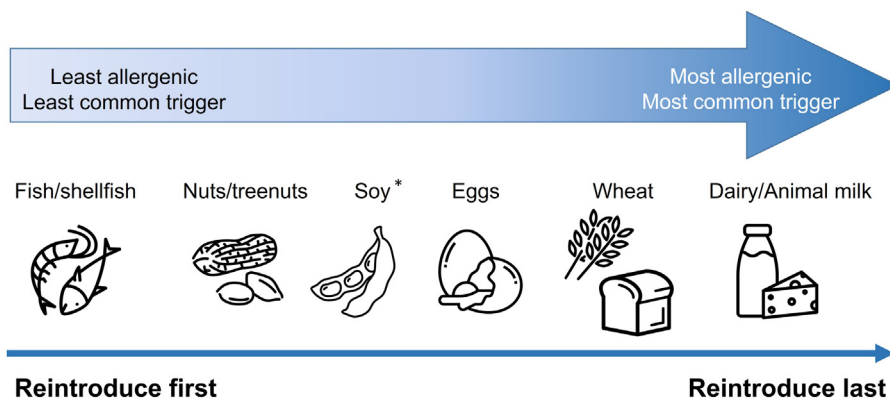 Least allergenic
Least common trigger
Most allergenic
Most common trigger
Fish/shellfish
Nuts/treenuts
Soy*
Eggs
Wheat
Dairy/Animal milk
Reintroduce first
Reintroduce last